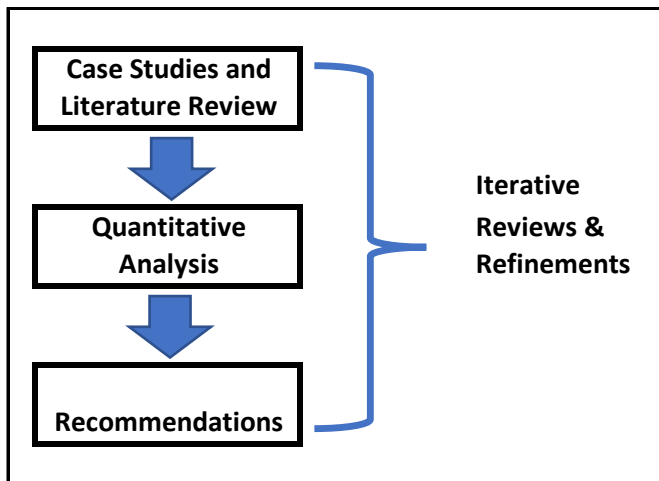 Case Studies and
Literature Review
Quantitative
Analysis
Recommendations
Iterative
Reviews &
Refinements